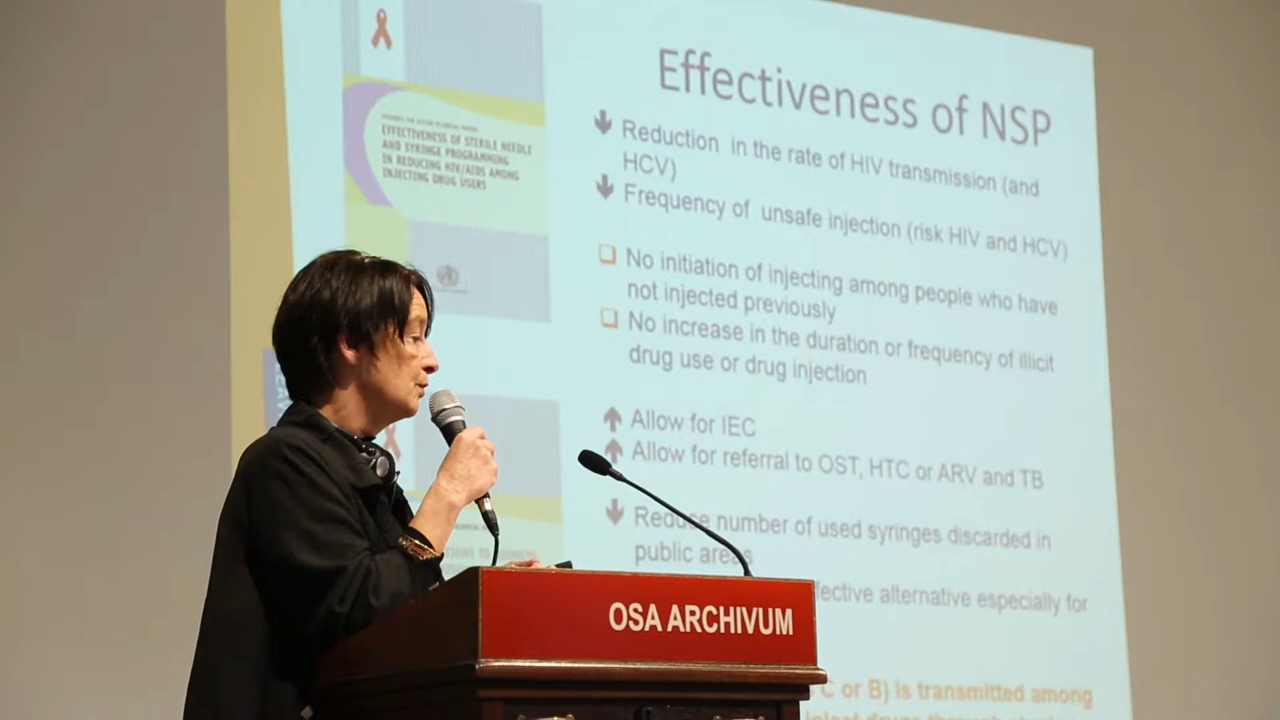 EFFECTIVENESS OF STERILE NEEDLE
AND SYRINGE PROGRAMMING
IN REDUCING HIV/AIDS AMONG
INJECTING DRUG USERS
Effectiveness of NSP
Reduction in the rate of HIV transmission (and
HCV)
Frequency of unsafe injection (risk HIV and HCV)
No initiation of injecting among people who have
not injected previously
No increase in the duration or frequency of illicit
drug use or drug injection
Allow for IEC
Allow for referral to OST, HTC or ARV and TB
Reduce number of used syringes discarded in
public areas
fective alternative especially for
C or B) is transmitted among
OSA ARCHIVUM